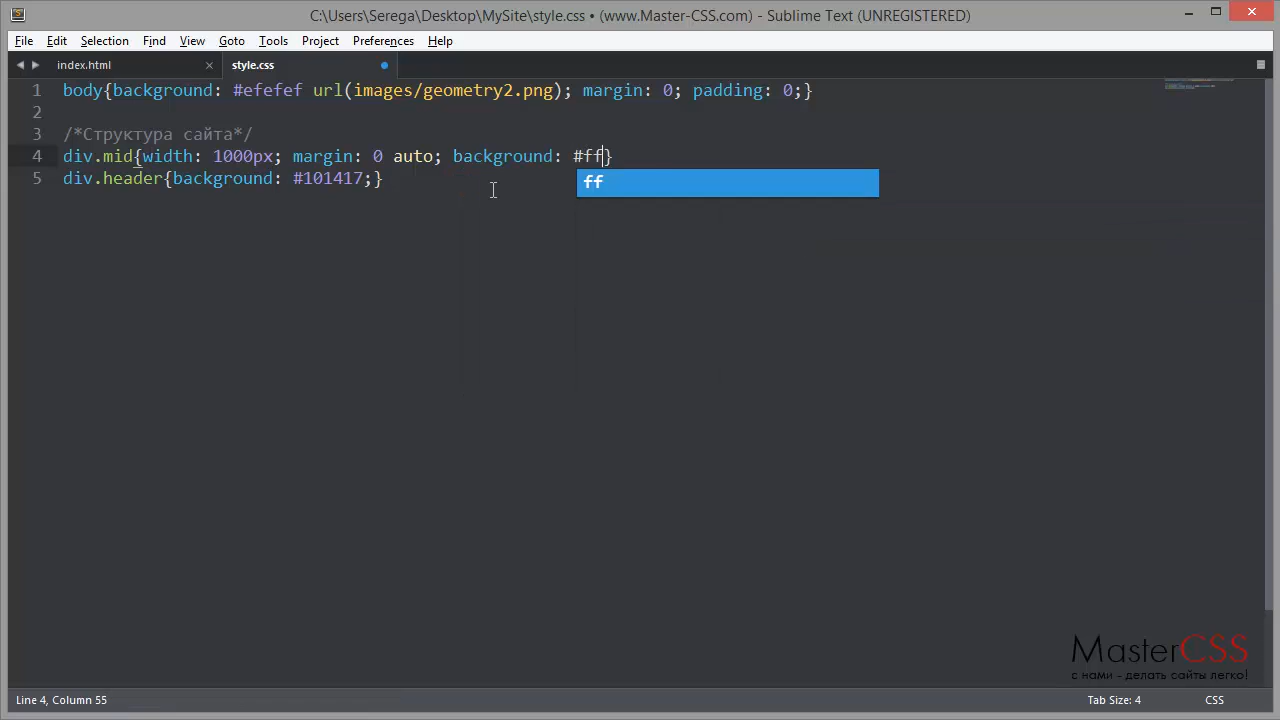 C:\Users\Serega\Desktop\MySite\style.css • (www.Master-CSS.com) - Sublime Text (UNREGISTERED)
File Edit Selection Find View Goto Tools Project Preferences Help
index.html × style.css
1 body{background: #efefef url(images/geometry2.png); margin: 0; padding: 0;}
2
3 /*Структура сайта*/
4 div.mid{width: 1000px; margin: 0 auto; background: #ff}
5 div.header{background: #101417;}
ff
MasterCSS
с нами - делать сайты легко!
Line 4, Column 55 Tab Size: 4 CSS